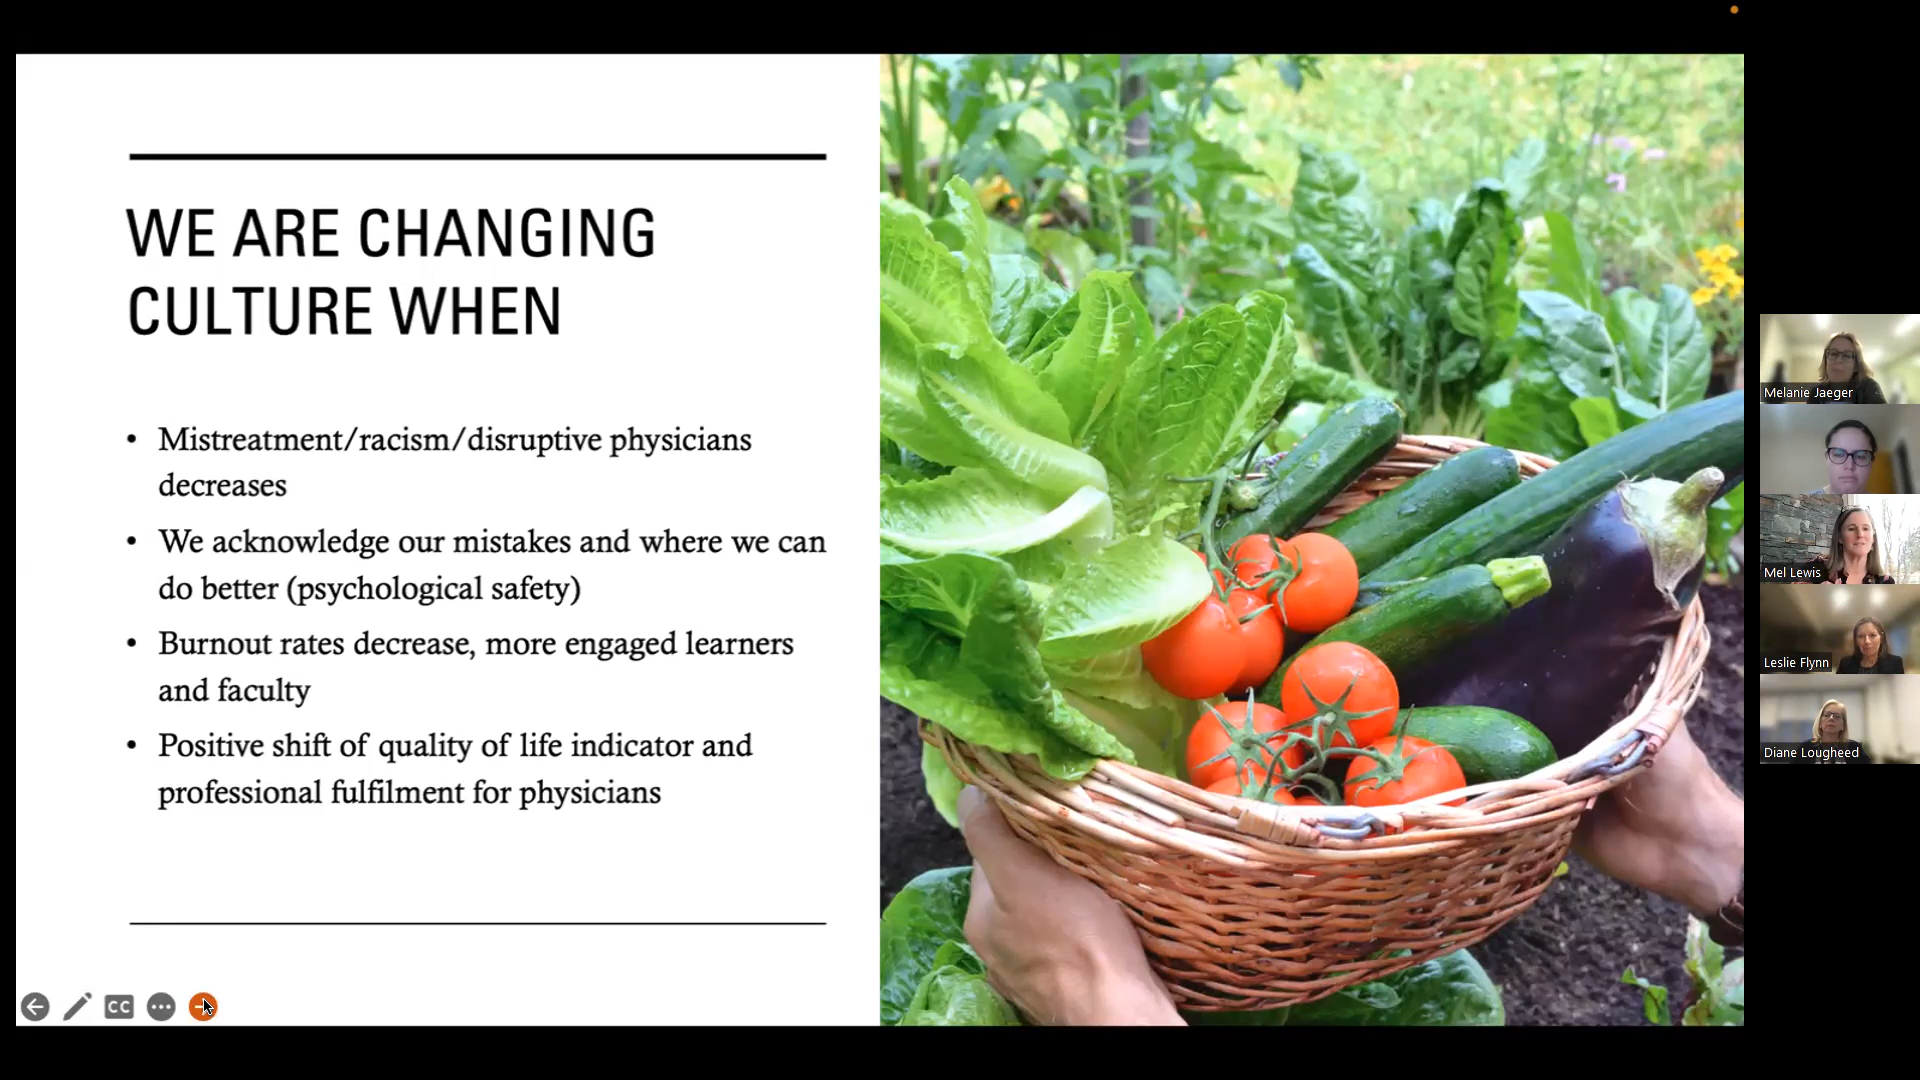 WE ARE CHANGING
CULTURE WHEN
• Mistreatment/racism/disruptive physicians
decreases
• We acknowledge our mistakes and where we can
do better (psychological safety)
• Burnout rates decrease, more engaged learners
and faculty
• Positive shift of quality of life indicator and
professional fulfilment for physicians
CC
Melanie Jaeger
Mel Lewis
Leslie Flynn
Diane Lougheed